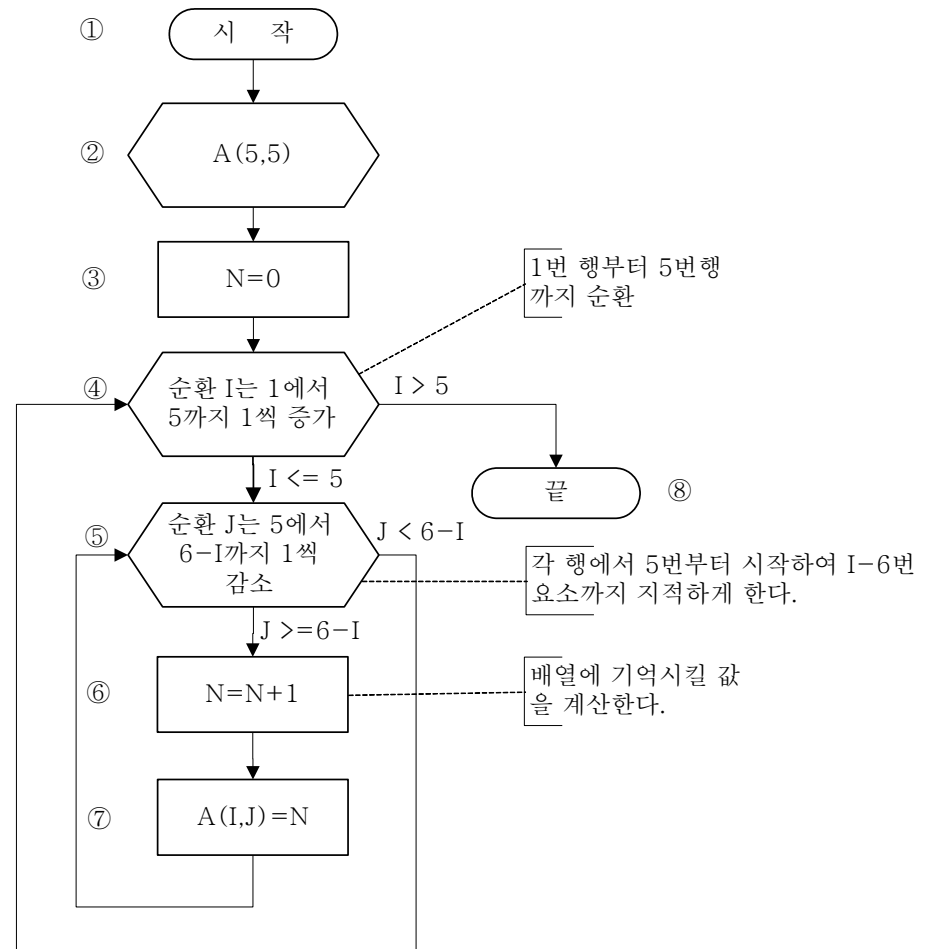 ①
시 작
②
A(5,5)
③
N=0
1번 행부터 5번행
까지 순환
④
순환 I는 1에서
5까지 1씩 증가
I > 5
I <= 5
끝
⑧
⑤
순환 J는 5에서
6-I까지 1씩
감소
J < 6-I
각 행에서 5번부터 시작하여 I-6번
요소까지 지적하게 한다.
J >=6-I
⑥
N=N+1
배열에 기억시킬 값
을 계산한다.
⑦
A(I,J)=N